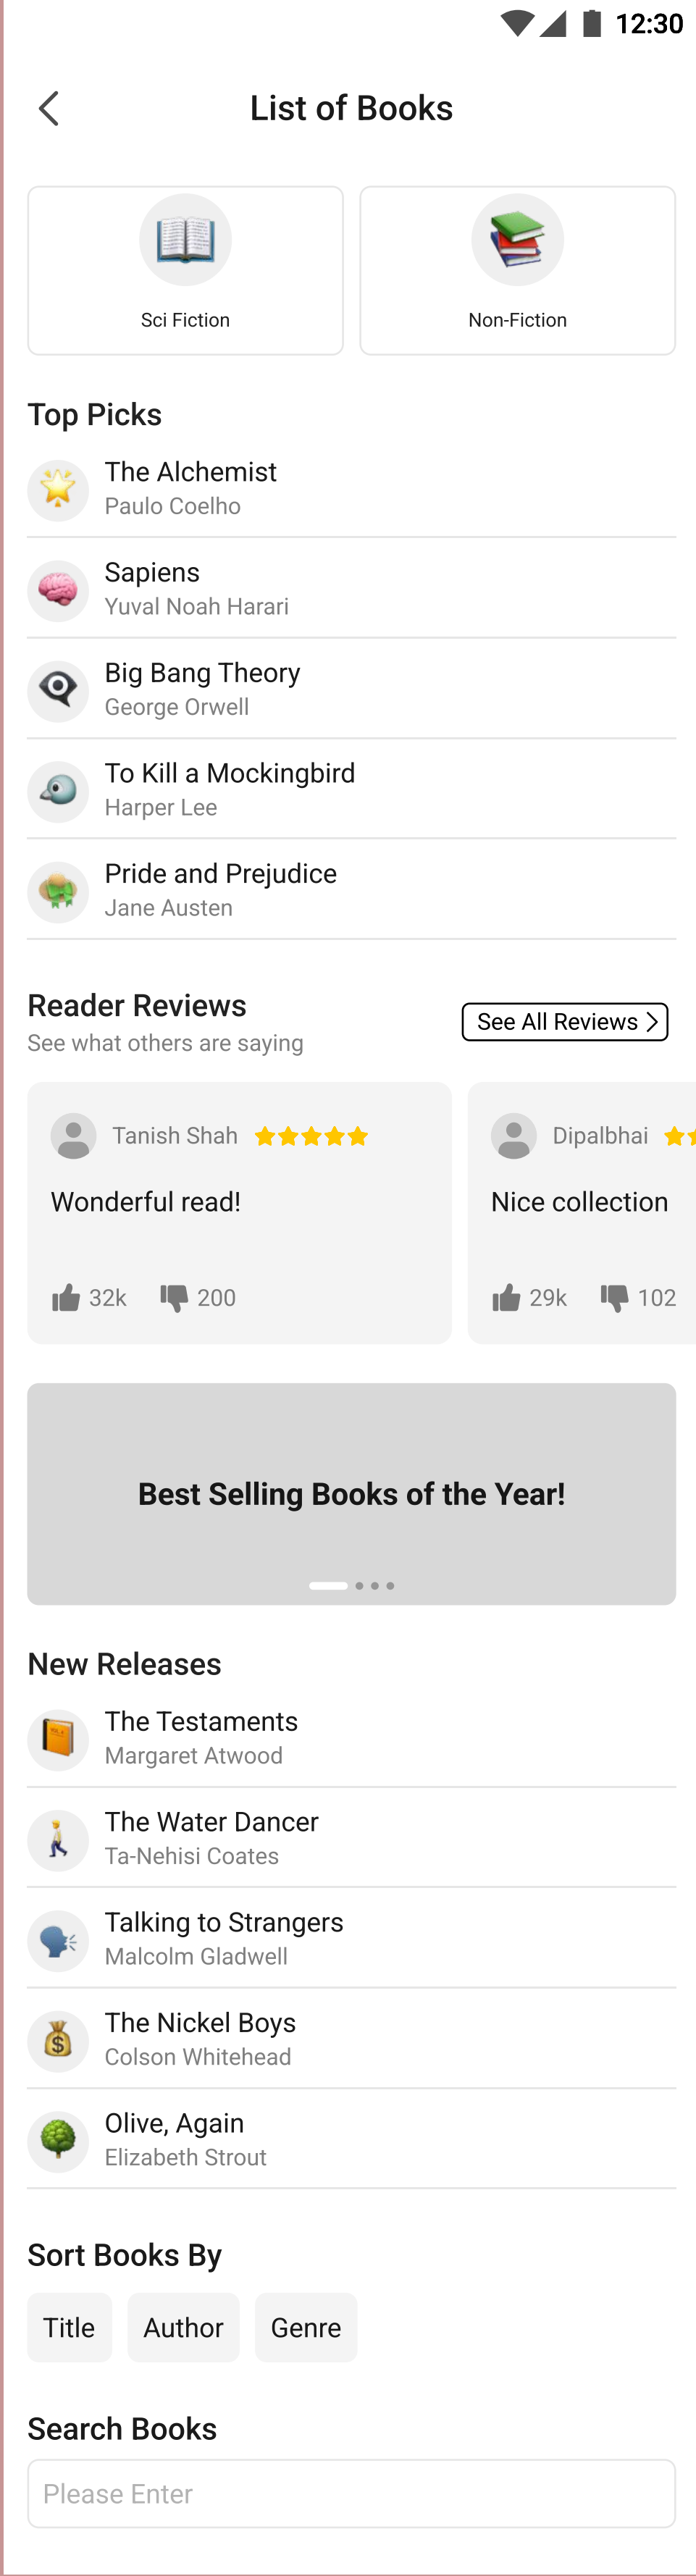 12:30
List of Books
Sci Fiction
Non-Fiction
Top Picks
The Alchemist
Paulo Coelho
Sapiens
Yuval Noah Harari
Big Bang Theory
George Orwell
To Kill a Mockingbird
Harper Lee
Pride and Prejudice
Jane Austen
Reader Reviews
See what others are saying
See All Reviews
Tanish Shah
Wonderful read!
32k
200
Dipalbhai
Nice collection
29k
102
Best Selling Books of the Year!
New Releases
The Testaments
Margaret Atwood
The Water Dancer
Ta-Nehisi Coates
Talking to Strangers
Malcolm Gladwell
The Nickel Boys
Colson Whitehead
Olive, Again
Elizabeth Strout
Sort Books By
Title
Author
Genre
Search Books
Please Enter